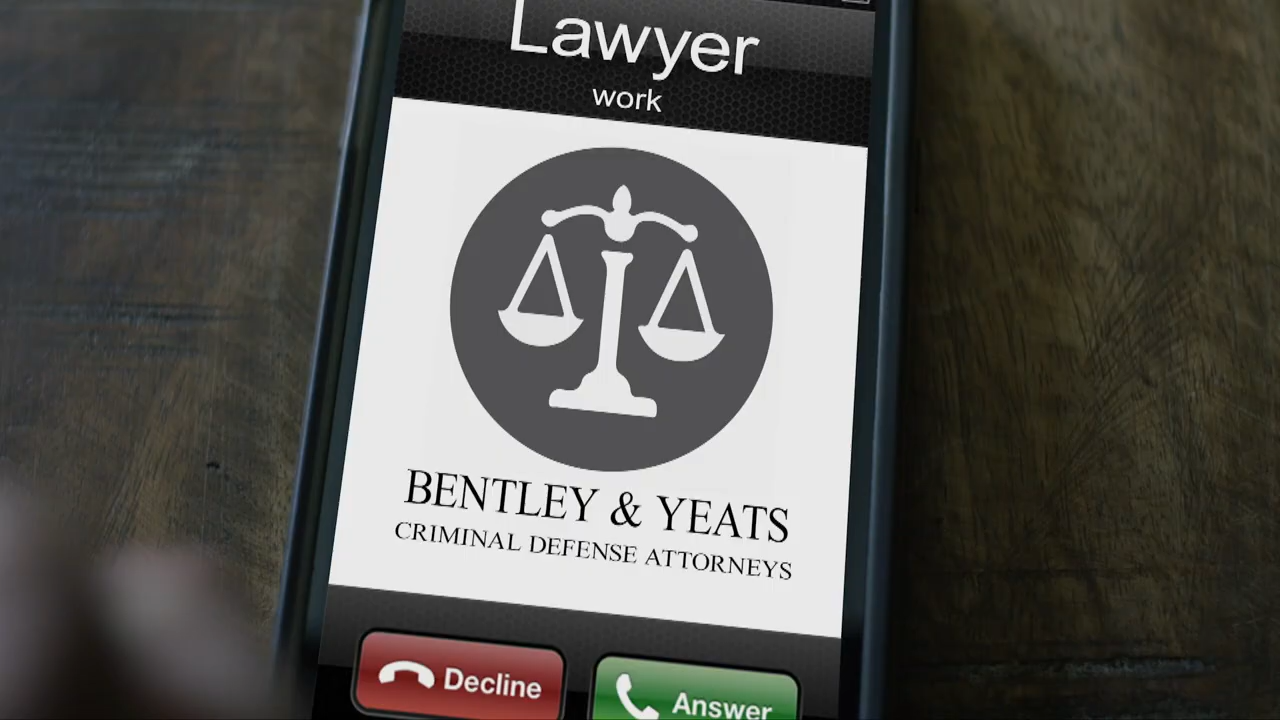 Lawyer
work
BENTLEY & YEATS
CRIMINAL DEFENSE ATTORNEYS
Decline
Answer